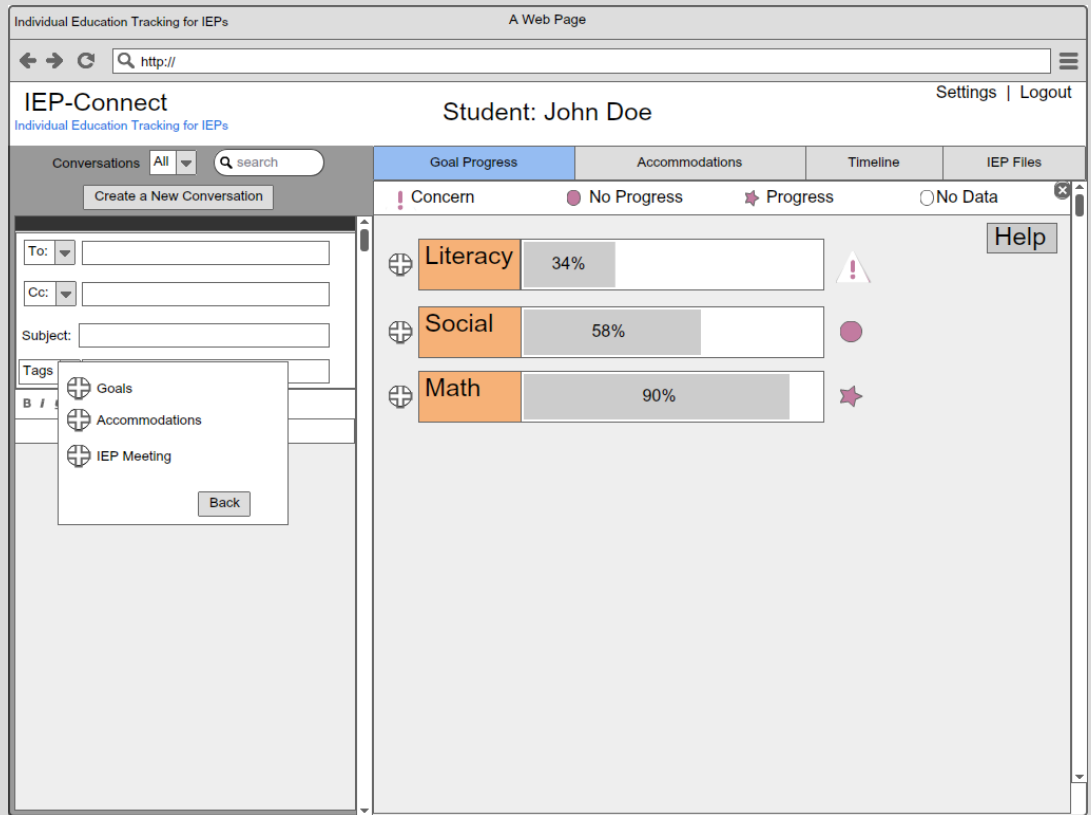 Individual Education Tracking for IEPs
A Web Page
http://
IEP-Connect
Individual Education Tracking for IEPs
Student: John Doe
Settings | Logout
Conversations All search
Create a New Conversation
Goal Progress Accommodations Timeline IEP Files
! Concern No Progress Progress No Data
Help
To:
Cc:
Subject:
Tags
B I
Goals
Accommodations
IEP Meeting
Back
Literacy 34% !
Social 58%
Math 90%